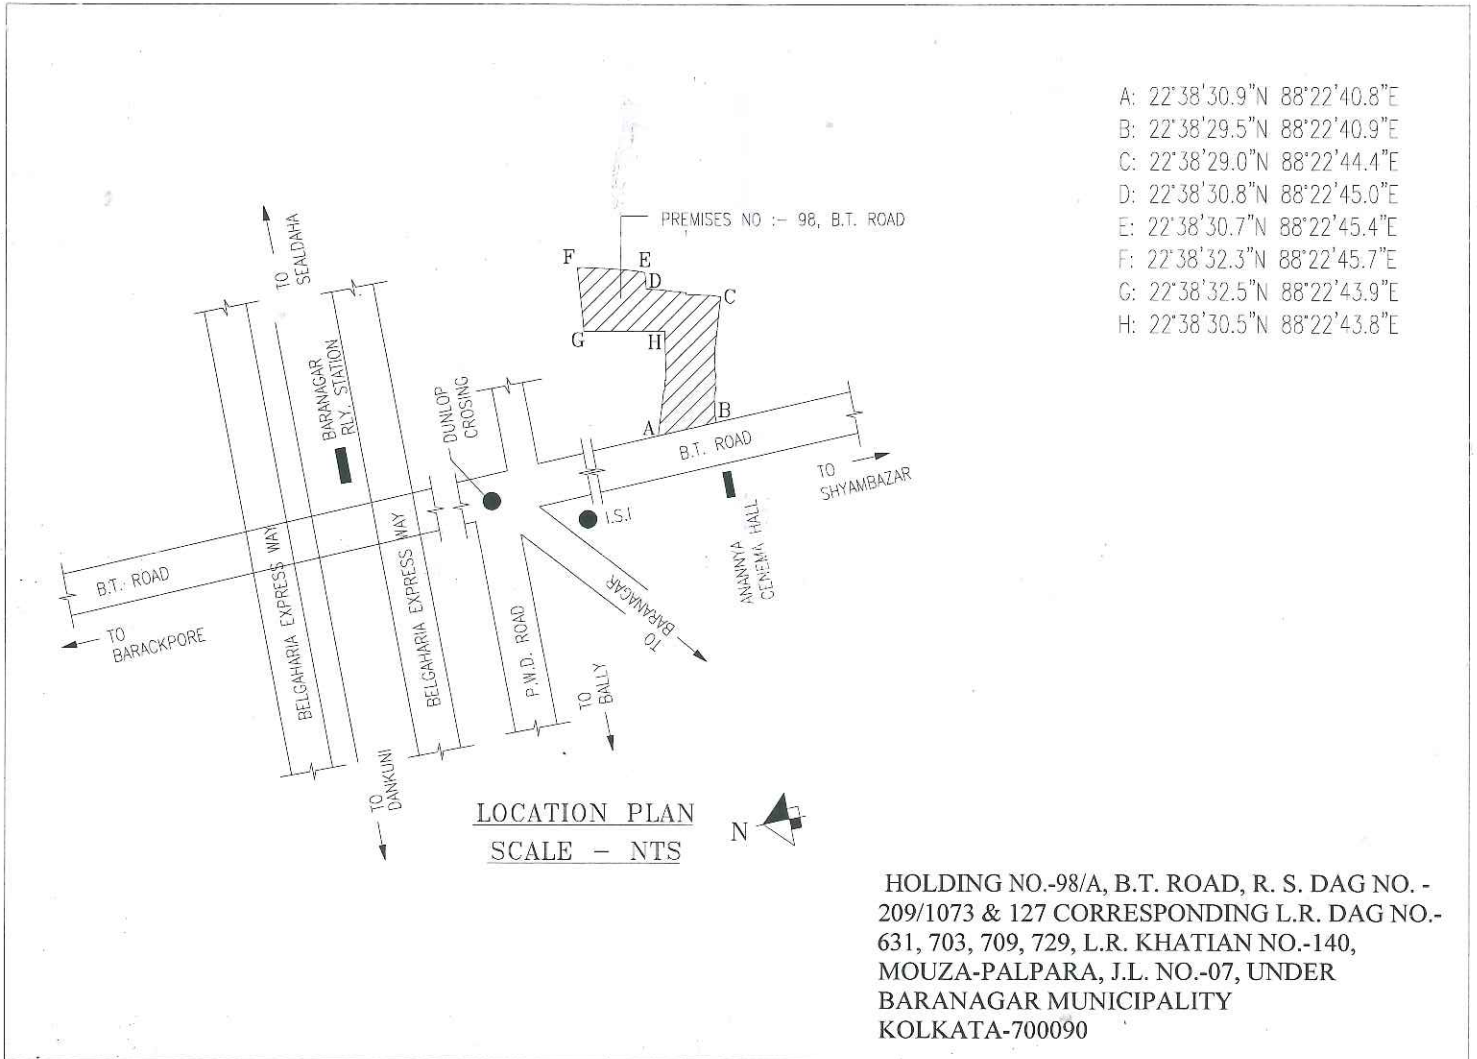 A: 22°38'30.9"N 88°22'40.8"E
B: 22°38'29.5"N 88°22'40.9"E
C: 22°38'29.0"N 88°22'44.4"E
D: 22°38'30.8"N 88°22'45.0"E
E: 22°38'30.7"N 88°22'45.4"E
F: 22°38'32.3"N 88°22'45.7"E
G: 22°38'32.5"N 88°22'43.9"E
H: 22°38'30.5"N 88°22'43.8"E
PREMISES NO :- 98, B.T. ROAD
F
E
D
C
G
H
A
B
TO
SEALDAHA
BARANAGAR
RLY. STATION
DUNLOP
CROSING
B.T. ROAD
TO
SHYAMBAZAR
I.S.I
ANANNYA
CENEMA HALL
B.T. ROAD
TO
BARACKPORE
BELGAHARIA EXPRESS WAY
BELGAHARIA EXPRESS WAY
P.W.D. ROAD
BARANAGAR
TO
TO
BALLY
TO
DANKUNI
LOCATION PLAN
SCALE - NTS
N
HOLDING NO.-98/A, B.T. ROAD, R. S. DAG NO. -
209/1073 & 127 CORRESPONDING L.R. DAG NO.-
631, 703, 709, 729, L.R. KHATIAN NO.-140,
MOUZA-PALPARA, J.L. NO.-07, UNDER
BARANAGAR MUNICIPALITY
KOLKATA-700090